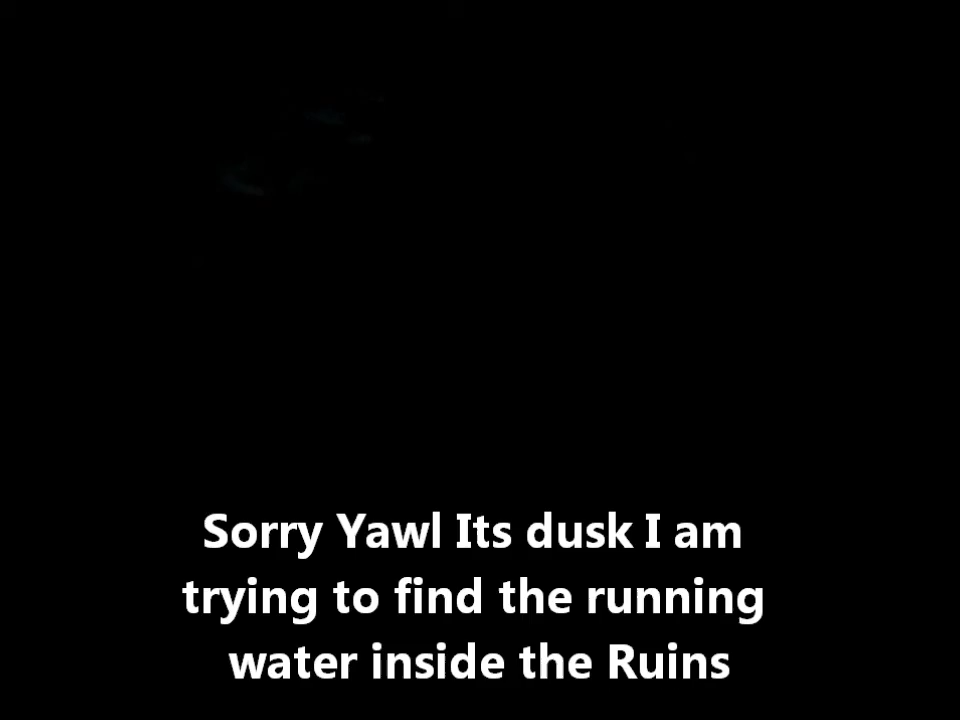 Sorry Yawl Its dusk I am
trying to find the running
water inside the Ruins